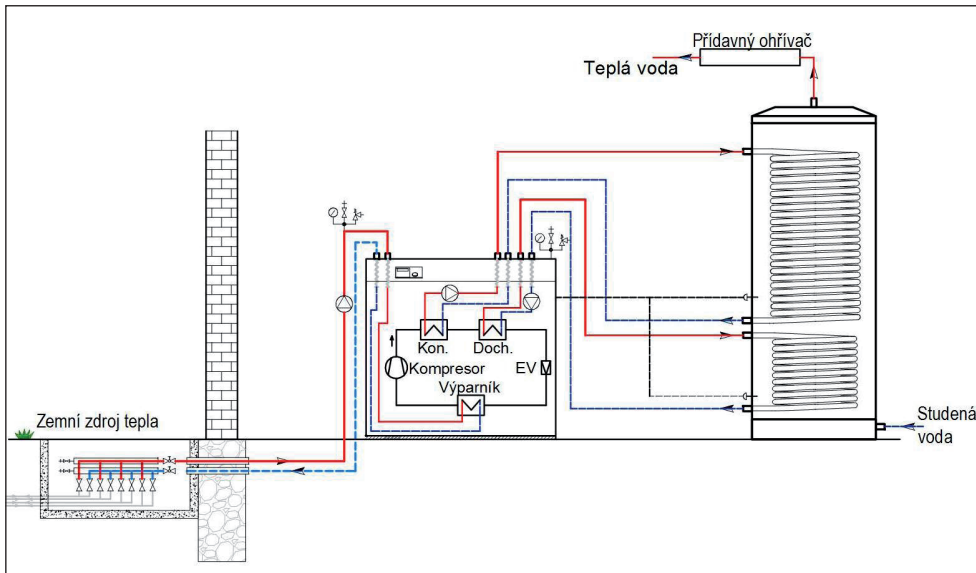 Přídavný ohřívač
Teplá voda
Kon.
Doch.
Kompresor
EV
Výparník
Zemní zdroj tepla
Studená
voda